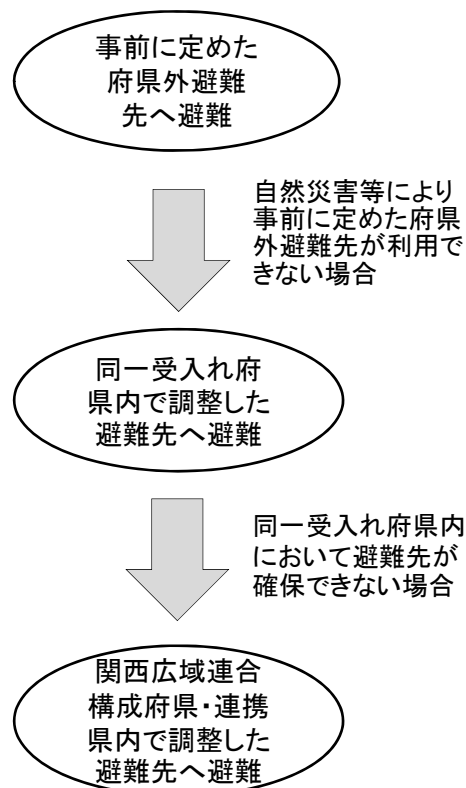 事前に定めた
府県外避難
先へ避難
自然災害等により
事前に定めた府県
外避難先が利用で
きない場合
同一受入れ府
県内で調整した
避難先へ避難
同一受入れ府県内
において避難先が
確保できない場合
関西広域連合
構成府県・連携
県内で調整した
避難先へ避難